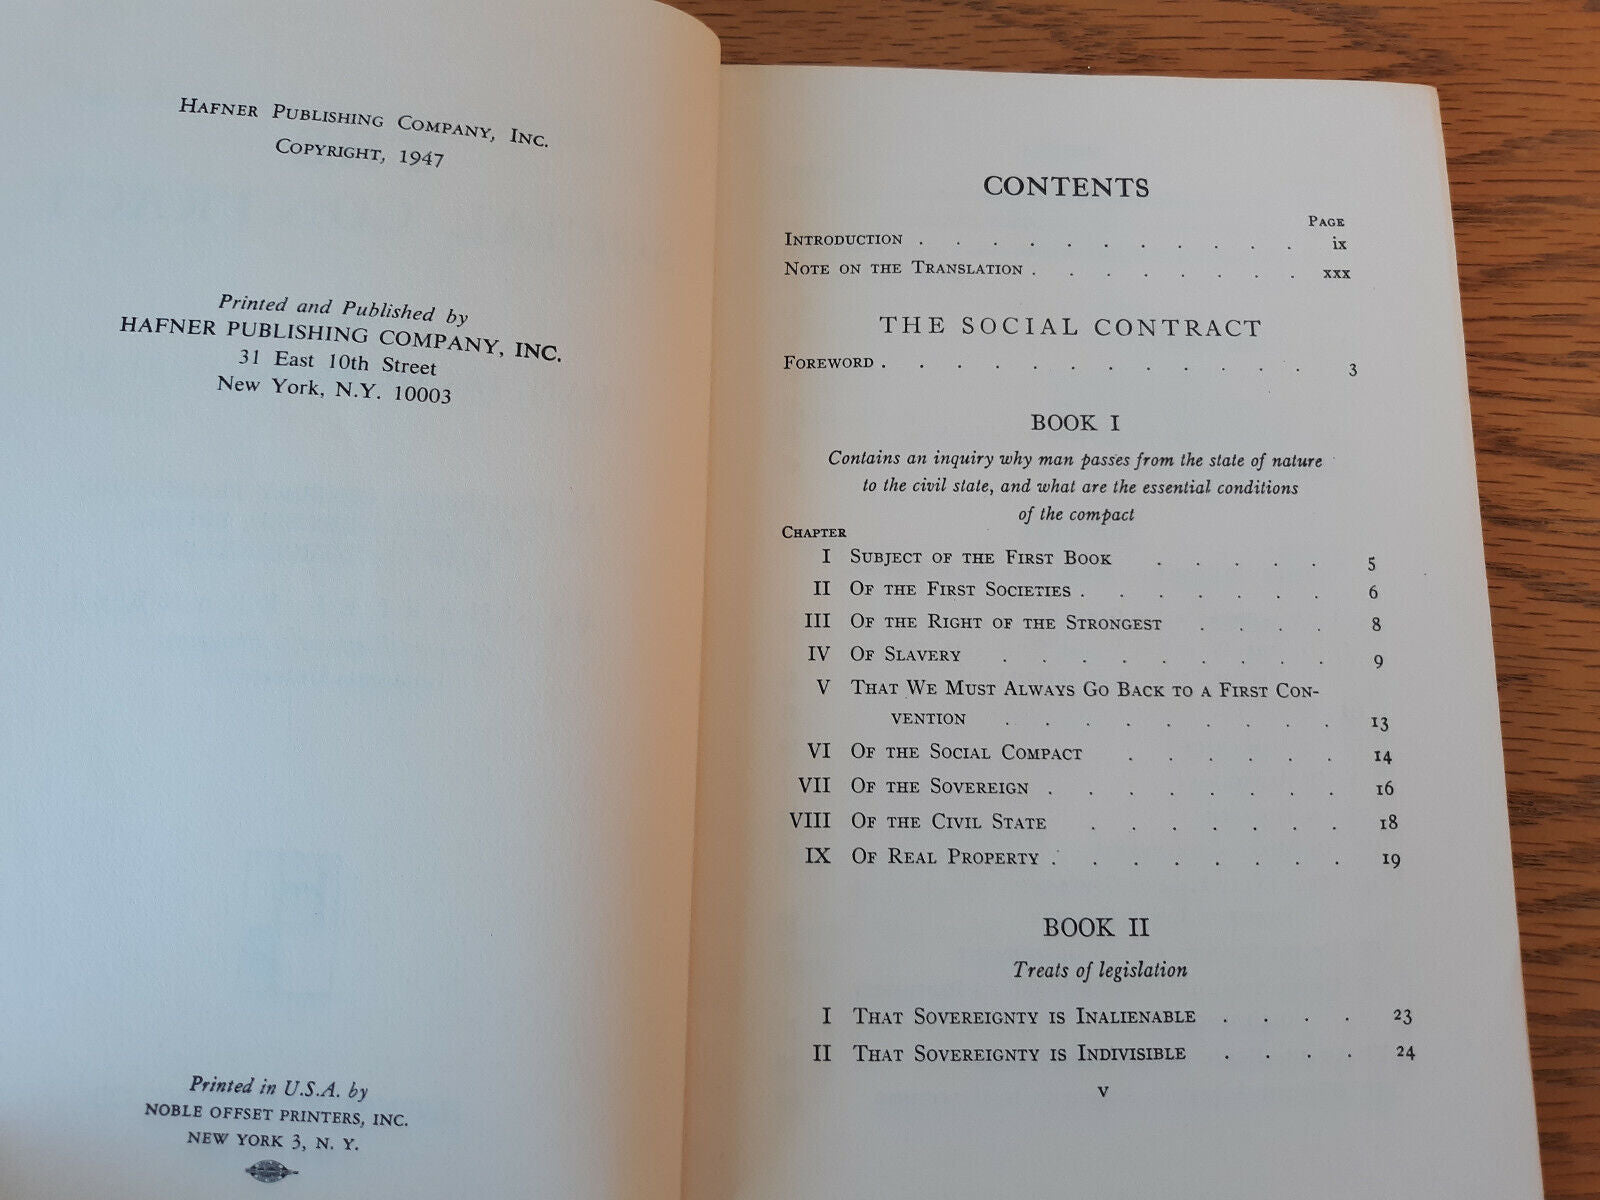 Hafner Publishing Company, Inc.
Copyright, 1947
Printed and Published by
HAFNER PUBLISHING COMPANY, INC.
31 East 10th Street
New York, N.Y. 10003
Printed in U.S.A. by
NOBLE OFFSET PRINTERS, INC.
NEW YORK 3, N. Y.
CONTENTS
Page
Introduction . . . . . . . . . . . ix
Note on the Translation . . . . . . . . xxx
THE SOCIAL CONTRACT
Foreword . . . . . . . . . . . . 3
BOOK I
Contains an inquiry why man passes from the state of nature
to the civil state, and what are the essential conditions
of the compact
Chapter
I Subject of the First Book . . . . . 5
II Of the First Societies . . . . . . . 6
III Of the Right of the Strongest . . . . 8
IV Of Slavery . . . . . . . . . 9
V That We Must Always Go Back to a First Con-
vention . . . . . . . . . 13
VI Of the Social Compact . . . . . . 14
VII Of the Sovereign . . . . . . . . 16
VIII Of the Civil State . . . . . . . 18
IX Of Real Property . . . . . . . . 19
BOOK II
Treats of legislation
I That Sovereignty is Inalienable . . . . 23
II That Sovereignty is Indivisible . . . . 24
v